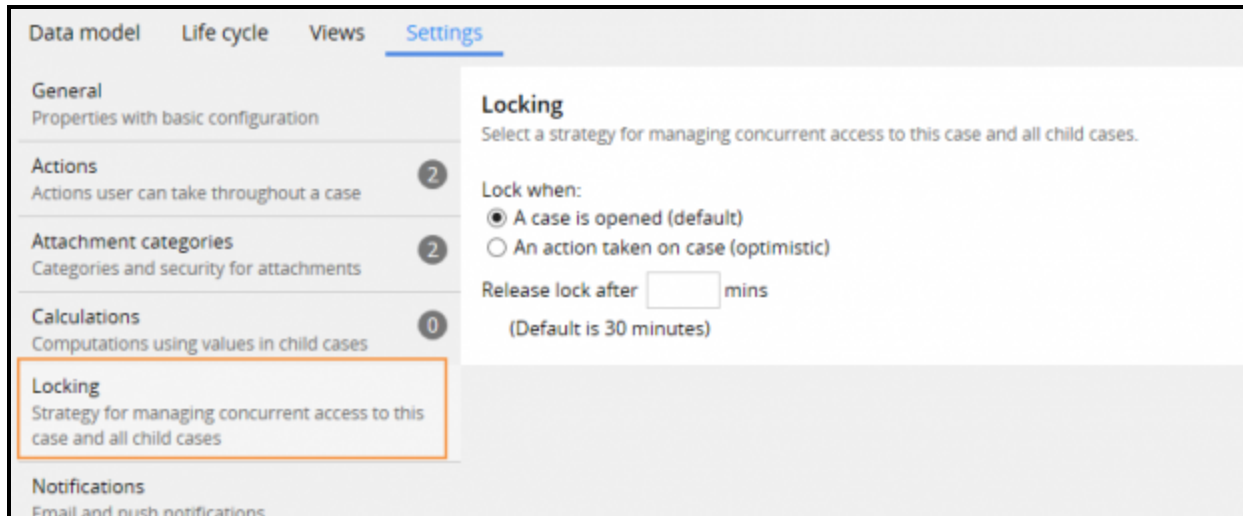 Data model Life cycle Views Settings
General
Properties with basic configuration
Actions
2
Actions user can take throughout a case
Attachment categories
2
Categories and security for attachments
Calculations
0
Computations using values in child cases
Locking
Strategy for managing concurrent access to this
case and all child cases
Notifications
Email and push notifications
Locking
Select a strategy for managing concurrent access to this case and all child cases.
Lock when:
A case is opened (default)
An action taken on case (optimistic)
Release lock after mins
(Default is 30 minutes)